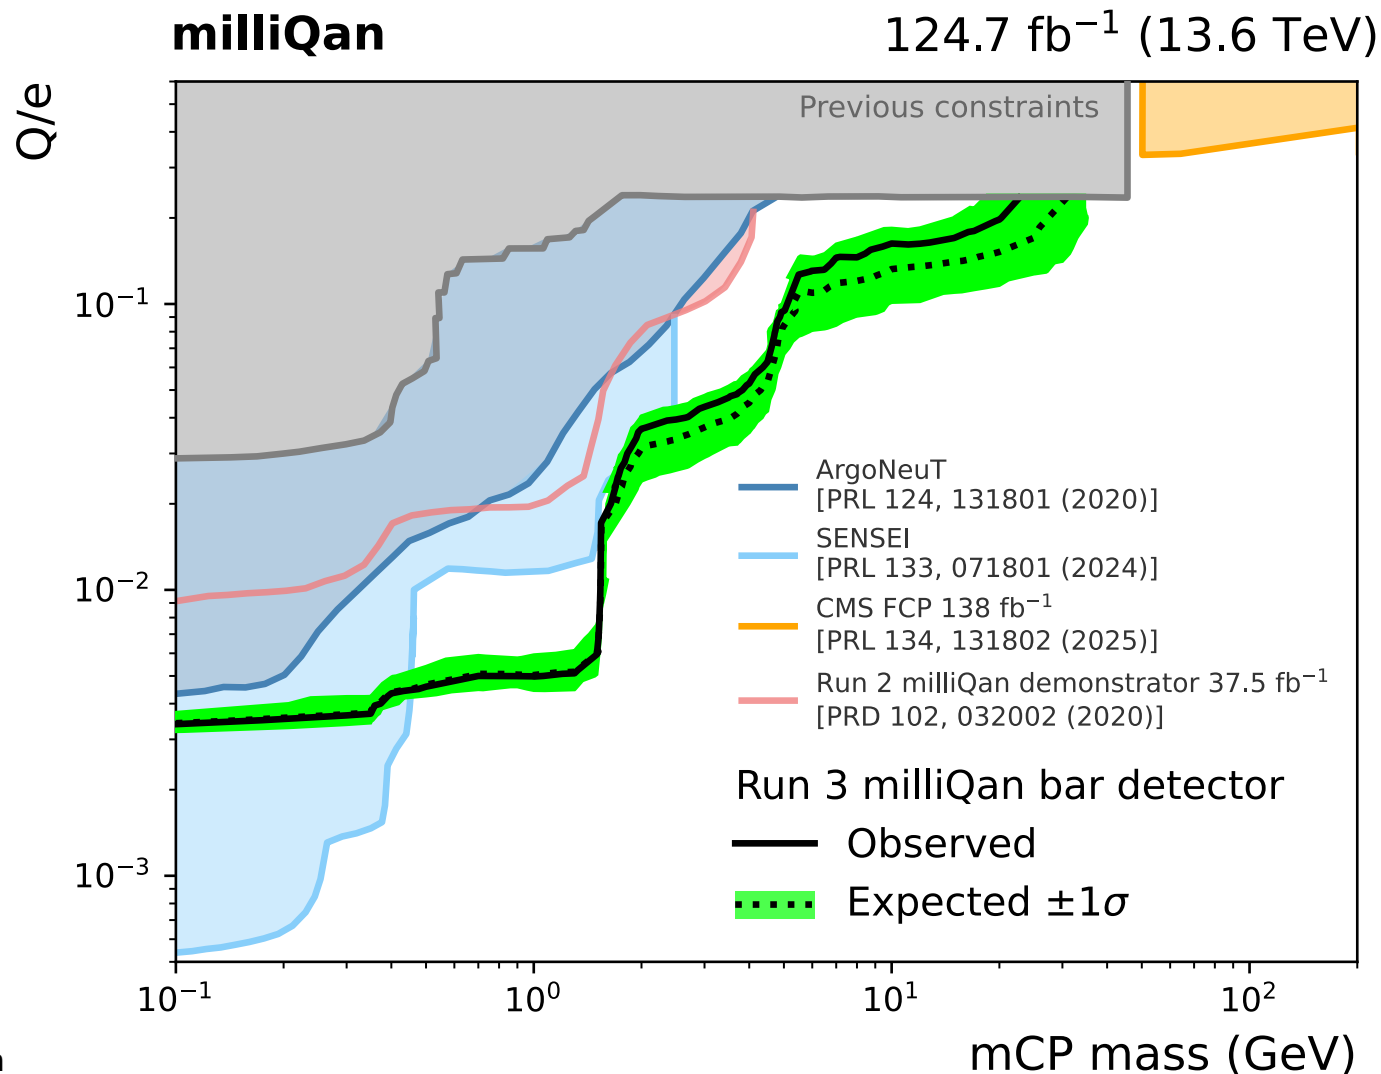 milliQan
124.7 fb⁻¹ (13.6 TeV)
Q/e
Previous constraints
10⁻¹
10⁻²
10⁻³
ArgoNeuT
[PRL 124, 131801 (2020)]
SENSEI
[PRL 133, 071801 (2024)]
CMS FCP 138 fb⁻¹
[PRL 134, 131802 (2025)]
Run 2 milliQan demonstrator 37.5 fb⁻¹
[PRD 102, 032002 (2020)]
Run 3 milliQan bar detector
Observed
Expected ±1σ
10⁻¹ 10⁰ 10¹ 10²
mCP mass (GeV)